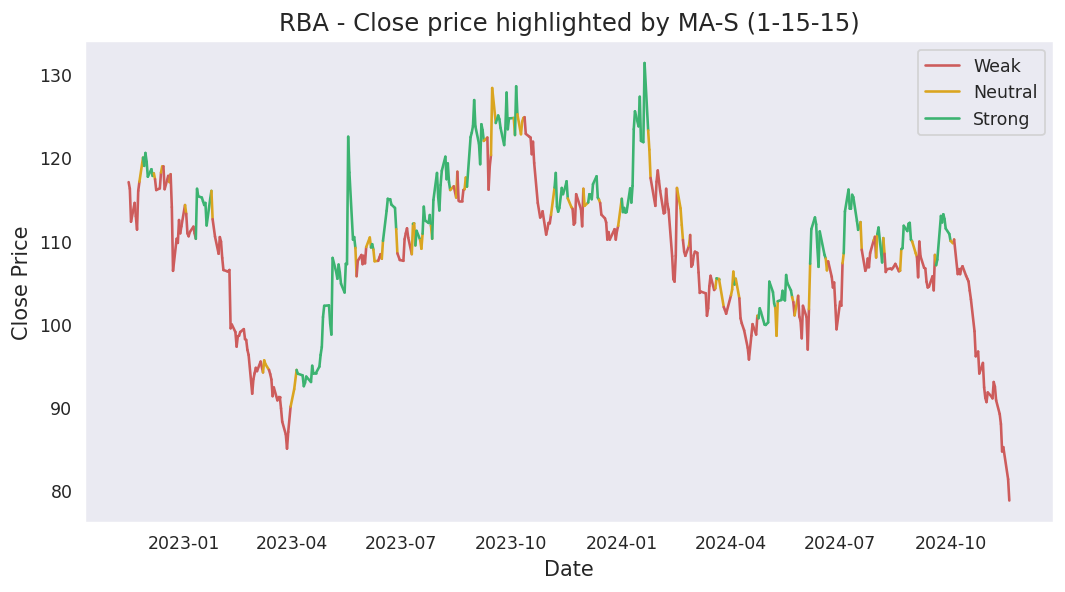 RBA - Close price highlighted by MA-S (1-15-15)
Weak
Neutral
Strong
Close Price
130
120
110
100
90
80
2023-01 2023-04 2023-07 2023-10 2024-01 2024-04 2024-07 2024-10
Date